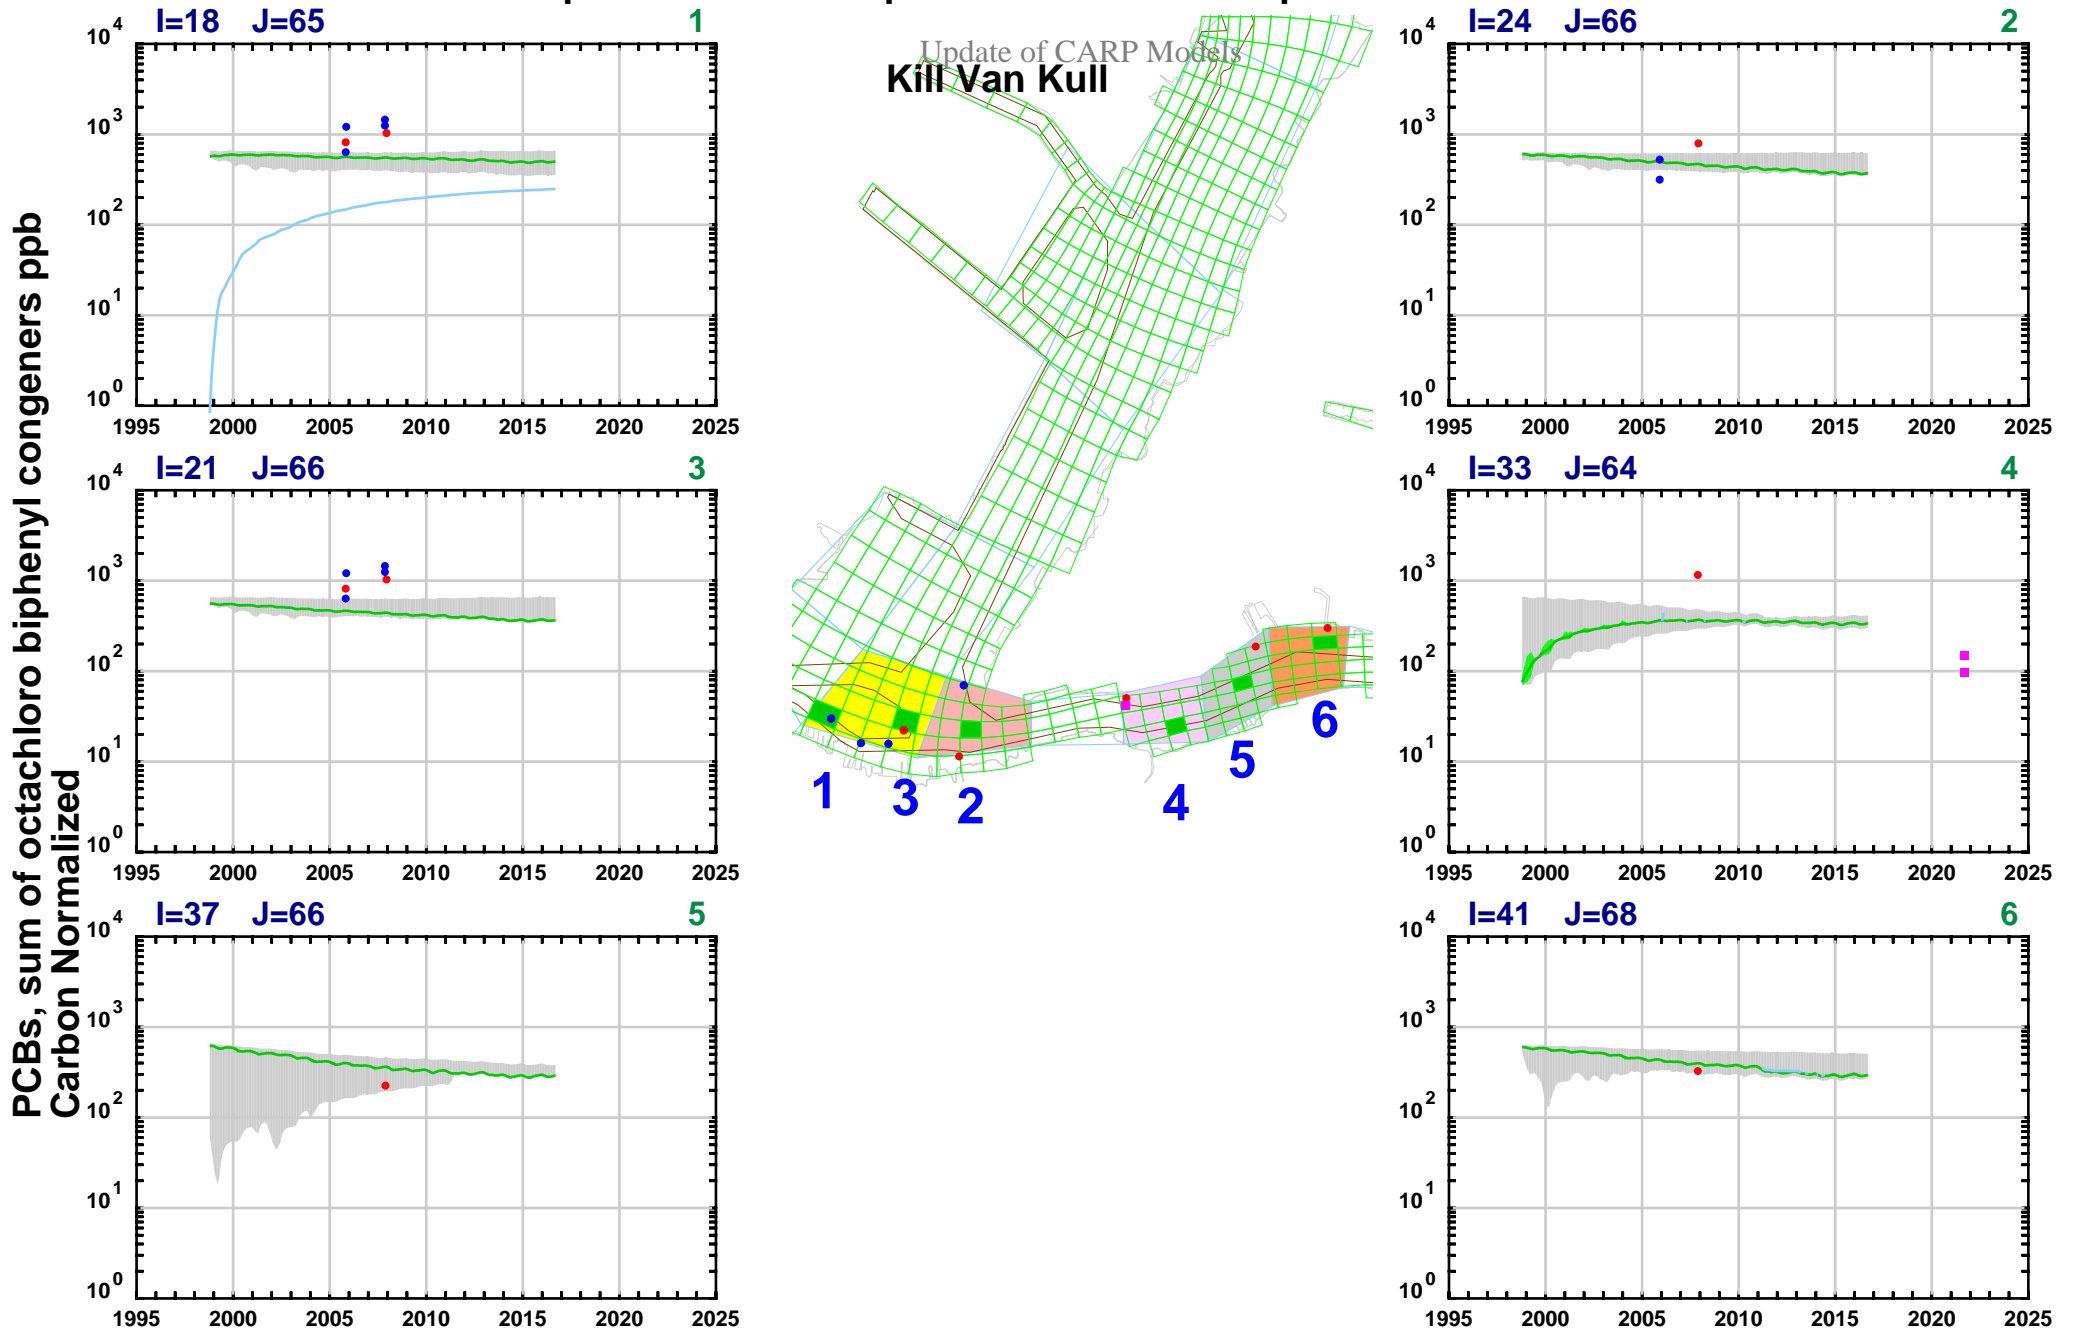 Update of CARP Models
Kill Van Kull
PCBs, sum of octachloro biphenyl congeners ppb
Carbon Normalized
I=18 J=65 1
10^4
10^3
10^2
10^1
10^0
1995 2000 2005 2010 2015 2020 2025
I=24 J=66 2
10^4
10^3
10^2
10^1
10^0
1995 2000 2005 2010 2015 2020 2025
I=21 J=66 3
10^4
10^3
10^2
10^1
10^0
1995 2000 2005 2010 2015 2020 2025
I=33 J=64 4
10^4
10^3
10^2
10^1
10^0
1995 2000 2005 2010 2015 2020 2025
I=37 J=66 5
10^4
10^3
10^2
10^1
10^0
1995 2000 2005 2010 2015 2020 2025
I=41 J=68 6
10^4
10^3
10^2
10^1
10^0
1995 2000 2005 2010 2015 2020 2025
1 3 2 4 5 6